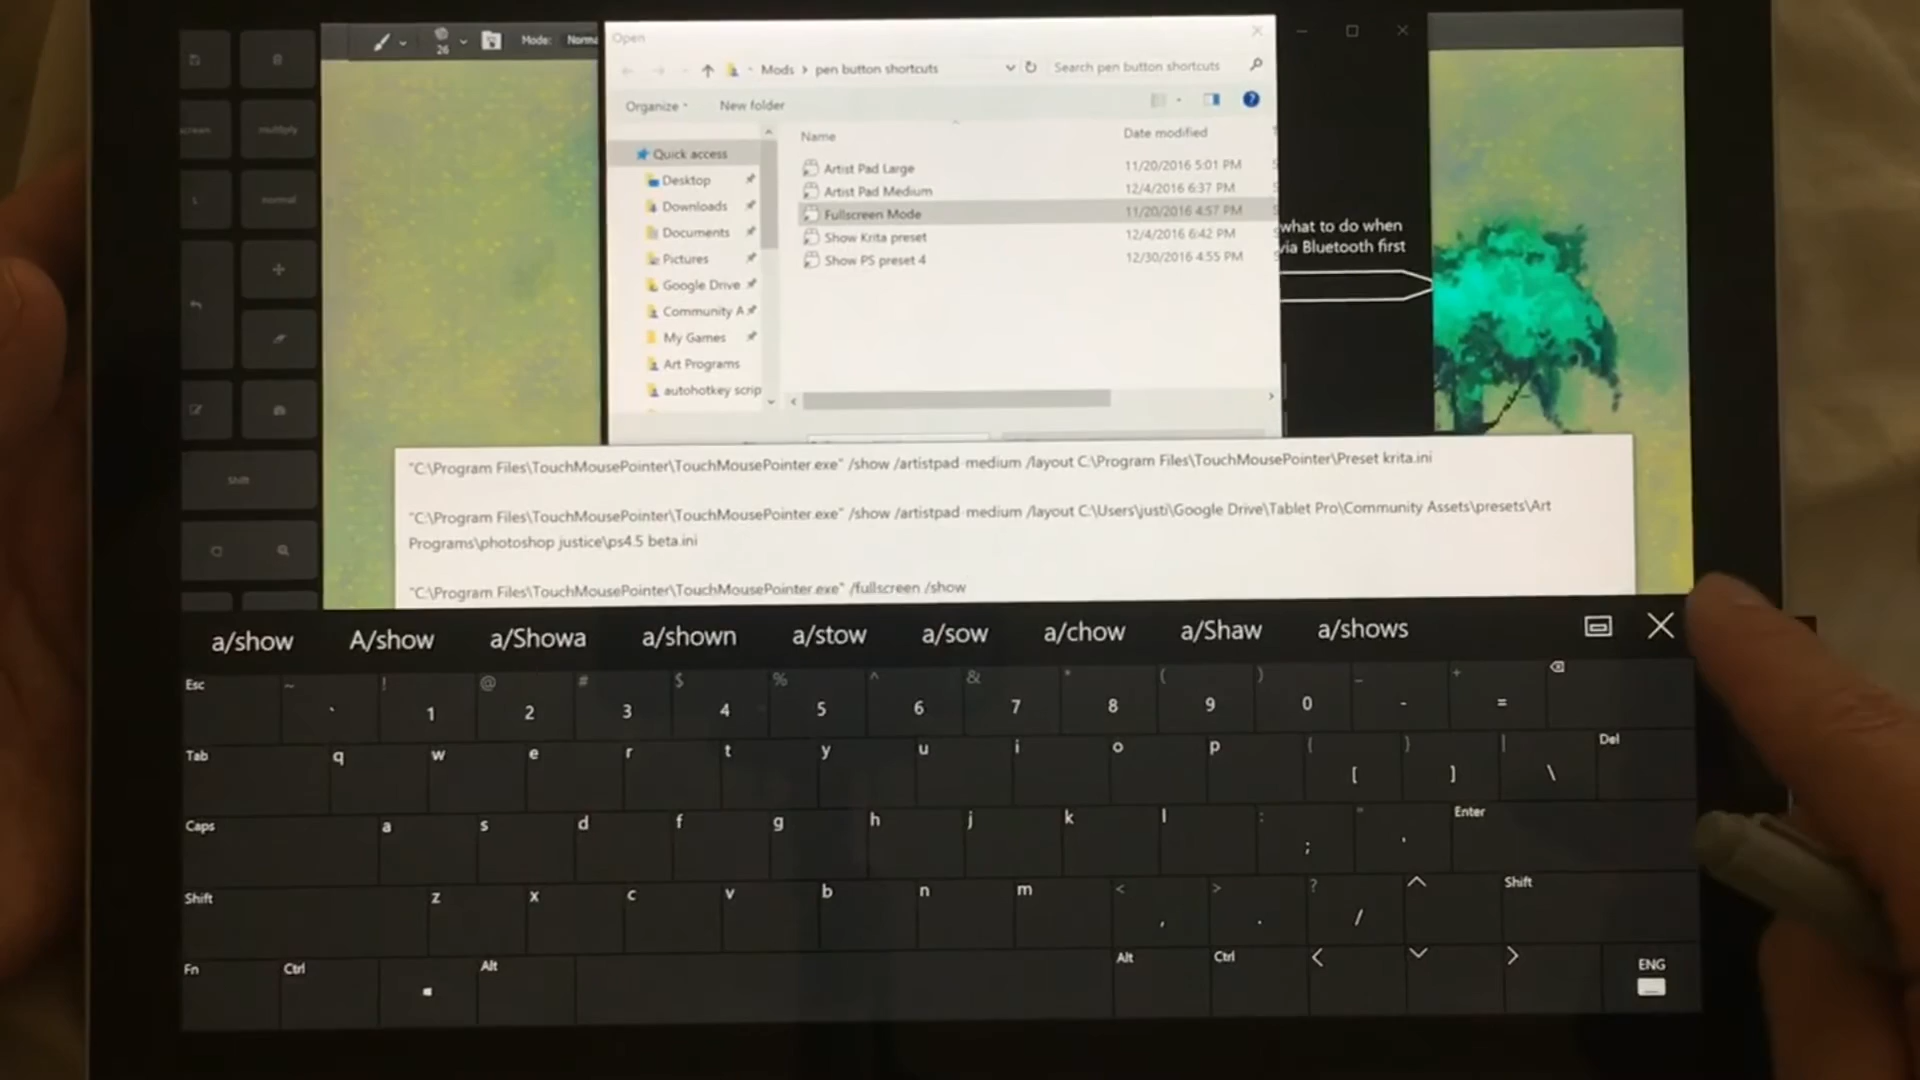 26
Mode:
Open
Mods > pen button shortcuts
Search pen button shortcuts
Organize
New folder
Name
Date modified
Quick access
Desktop
Downloads
Documents
Pictures
Google Drive
Community A
My Games
Art Programs
autohotkey scrip
Artist Pad Large 11/20/2016 5:01 PM
Artist Pad Medium 12/4/2016 6:37 PM
Fullscreen Mode 11/20/2016 4:57 PM
Show Krita preset 12/4/2016 6:42 PM
Show PS preset 4 12/30/2016 4:55 PM
what to do when
via Bluetooth first
multiply
normal
Shift
"C:\Program Files\TouchMousePointer\TouchMousePointer.exe" /show /artistpad-medium /layout C:\Program Files\TouchMousePointer\Preset krita.ini
"C:\Program Files\TouchMousePointer\TouchMousePointer.exe" /show /artistpad-medium /layout C:\Users\justi\Google Drive\Tablet Pro\Community Assets\presets\Art
Programs\photoshop justice\ps4.5 beta.ini
"C:\Program Files\TouchMousePointer\TouchMousePointer.exe" /fullscreen /show
a/show A/show a/Showa a/shown a/stow a/sow a/chow a/Shaw a/shows
Esc ~ ` ! 1 @ 2 # 3 $ 4 % 5 ^ 6 & 7 * 8 ( 9 ) 0 _ - + =
Tab q w e r t y u i o p { [ } ] | \ Del
Caps a s d f g h j k l : ; " ' Enter
Shift z x c v b n m < , > . ? / Shift
Fn Ctrl Alt Alt Ctrl ENG